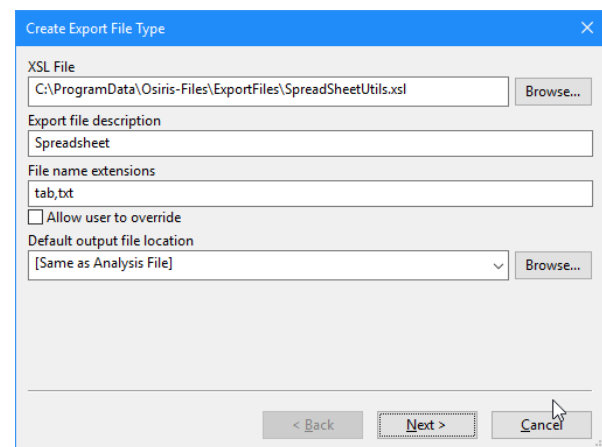 Create Export File Type
XSL File
C:\ProgramData\Osiris-Files\ExportFiles\SpreadSheetUtils.xsl
Browse...
Export file description
Spreadsheet
File name extensions
tab,txt
Allow user to override
Default output file location
[Same as Analysis File]
Browse...
< Back
Next >
Cancel